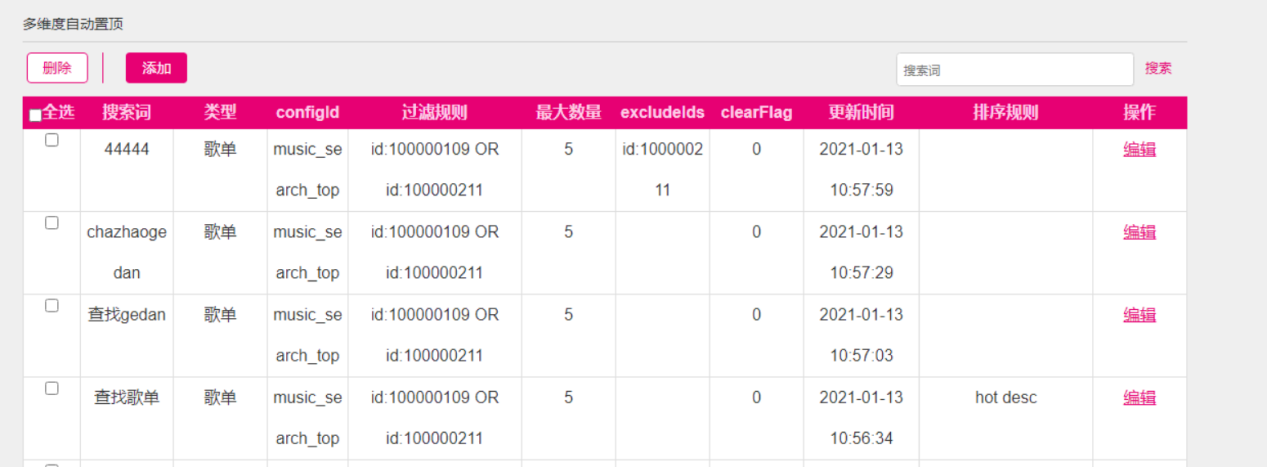 多维度自动置顶
删除 添加 搜索词 搜索
全选 搜索词 类型 configId 过滤规则 最大数量 excludeIds clearFlag 更新时间 排序规则 操作
44444 歌单 music_se id:100000109 OR 5 id:1000002 0 2021-01-13 编辑
arch_top id:100000211 11 10:57:59
chazhaoge 歌单 music_se id:100000109 OR 5 0 2021-01-13 编辑
dan arch_top id:100000211 10:57:29
查找gedan 歌单 music_se id:100000109 OR 5 0 2021-01-13 编辑
arch_top id:100000211 10:57:03
查找歌单 歌单 music_se id:100000109 OR 5 0 2021-01-13 hot desc 编辑
arch_top id:100000211 10:56:34